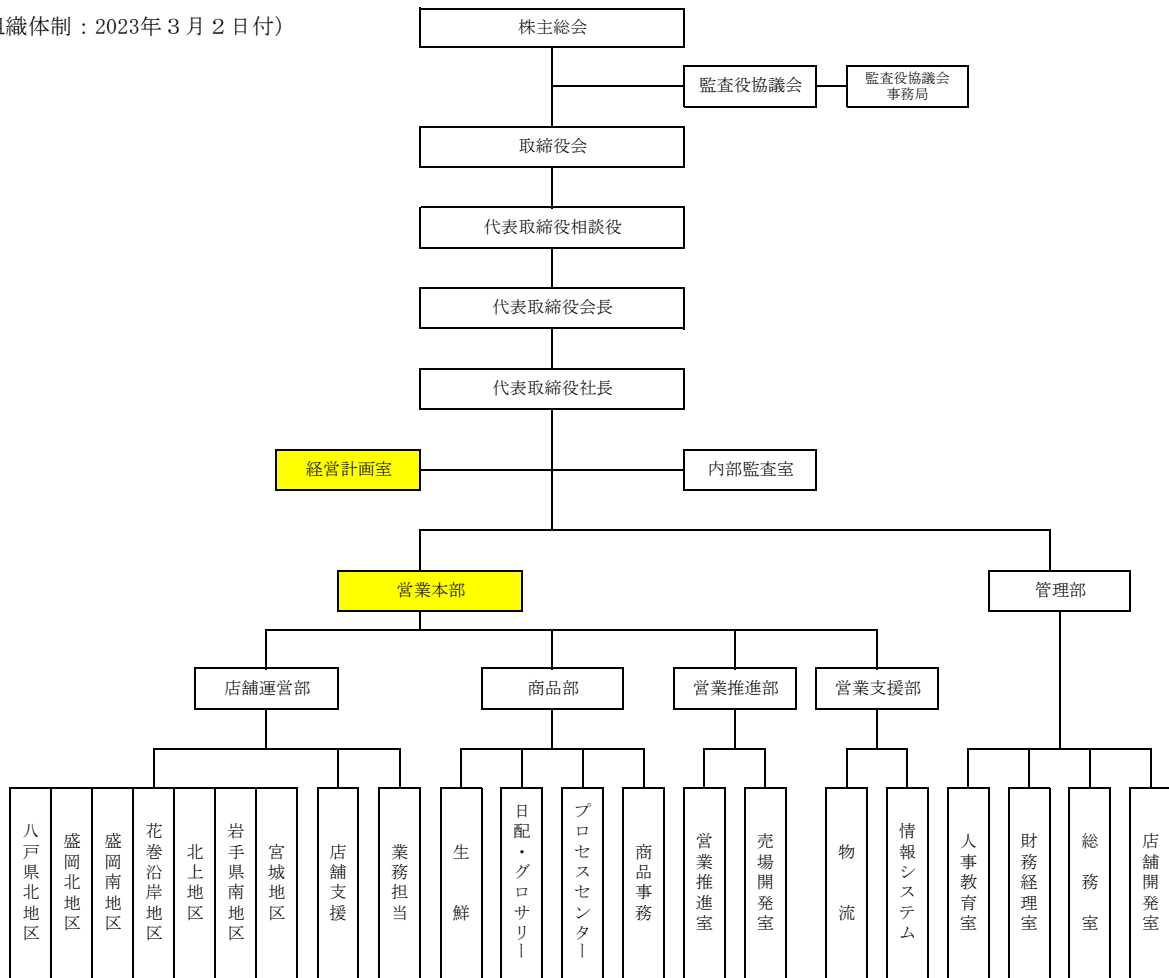 織体制：2023年３月２日付）
株主総会
監査役協議会
監査役協議会
事務局
取締役会
代表取締役相談役
代表取締役会長
代表取締役社長
経営計画室
内部監査室
営業本部
管理部
店舗運営部
商品部
営業推進部
営業支援部
八戸県北地区
盛岡北地区
盛岡南地区
花巻沿岸地区
北上地区
岩手県南地区
宮城地区
店舗支援
業務担当
生鮮
日配・グロサリー
プロセスセンター
商品事務
営業推進室
売場開発室
物流
情報システム
人事教育室
財務経理室
総務室
店舗開発室